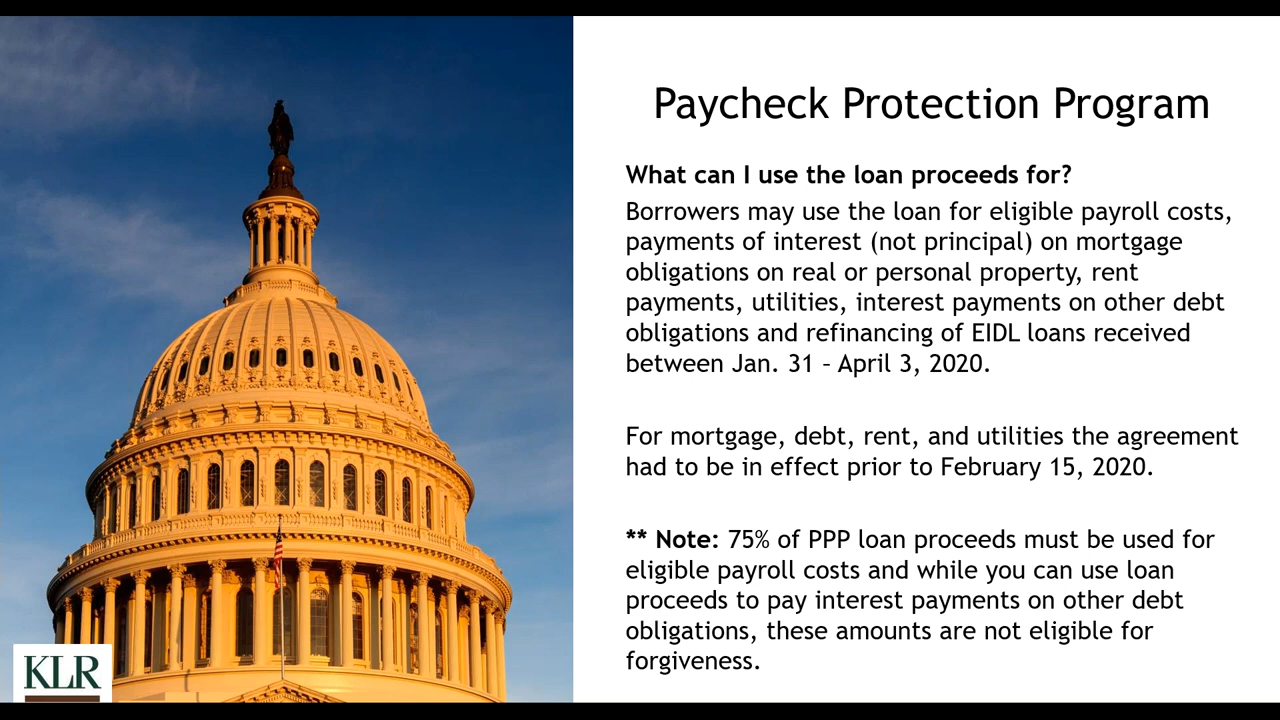 Paycheck Protection Program
What can I use the loan proceeds for?
Borrowers may use the loan for eligible payroll costs,
payments of interest (not principal) on mortgage
obligations on real or personal property, rent
payments, utilities, interest payments on other debt
obligations and refinancing of EIDL loans received
between Jan. 31 – April 3, 2020.
For mortgage, debt, rent, and utilities the agreement
had to be in effect prior to February 15, 2020.
** Note: 75% of PPP loan proceeds must be used for
eligible payroll costs and while you can use loan
proceeds to pay interest payments on other debt
obligations, these amounts are not eligible for
forgiveness.
KLR